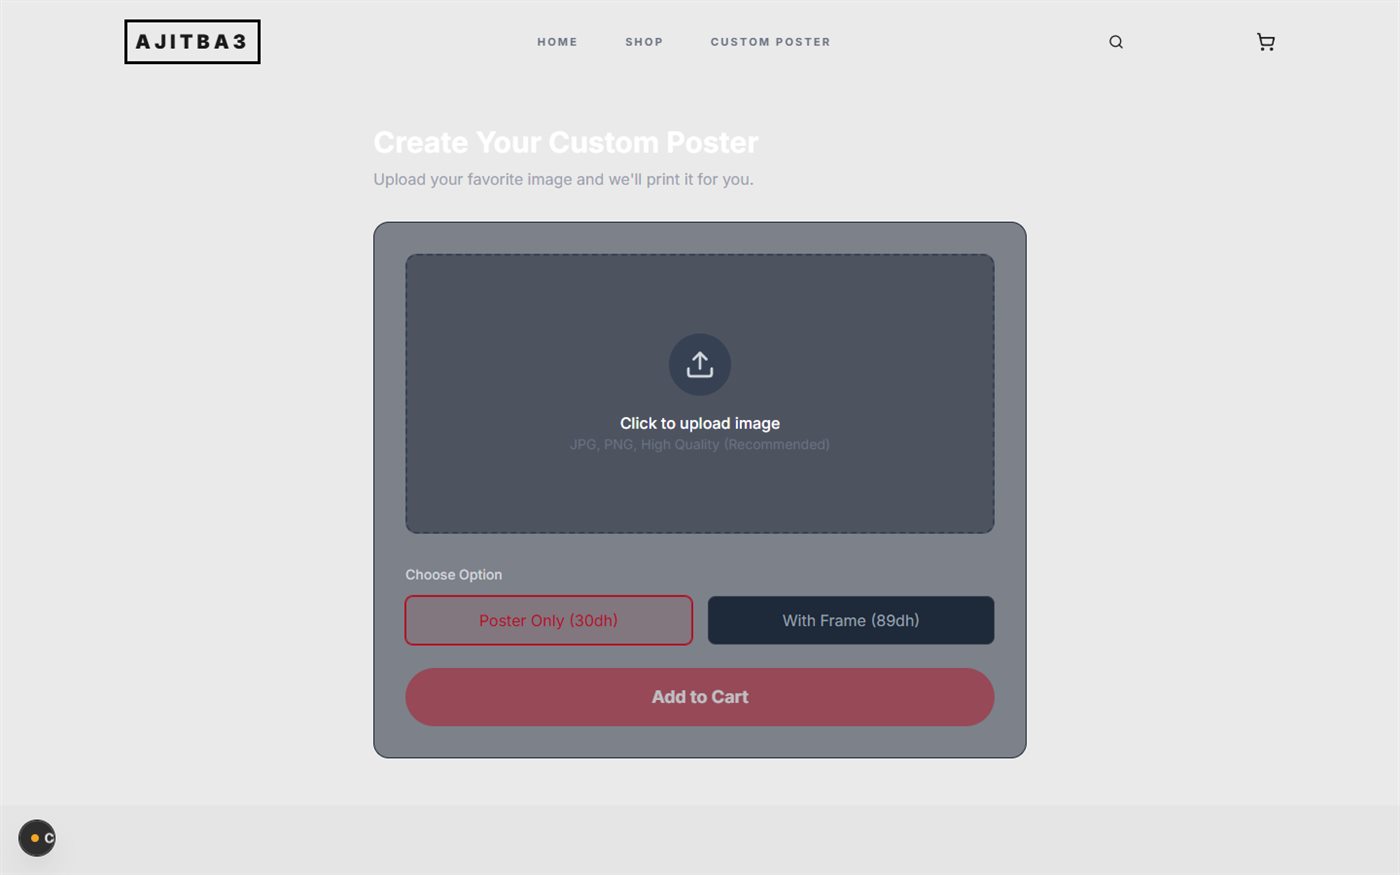 AJITBA3
HOME SHOP CUSTOM POSTER
Create Your Custom Poster
Upload your favorite image and we'll print it for you.
Click to upload image
JPG, PNG, High Quality (Recommended)
Choose Option
Poster Only (30dh)
With Frame (89dh)
Add to Cart
C